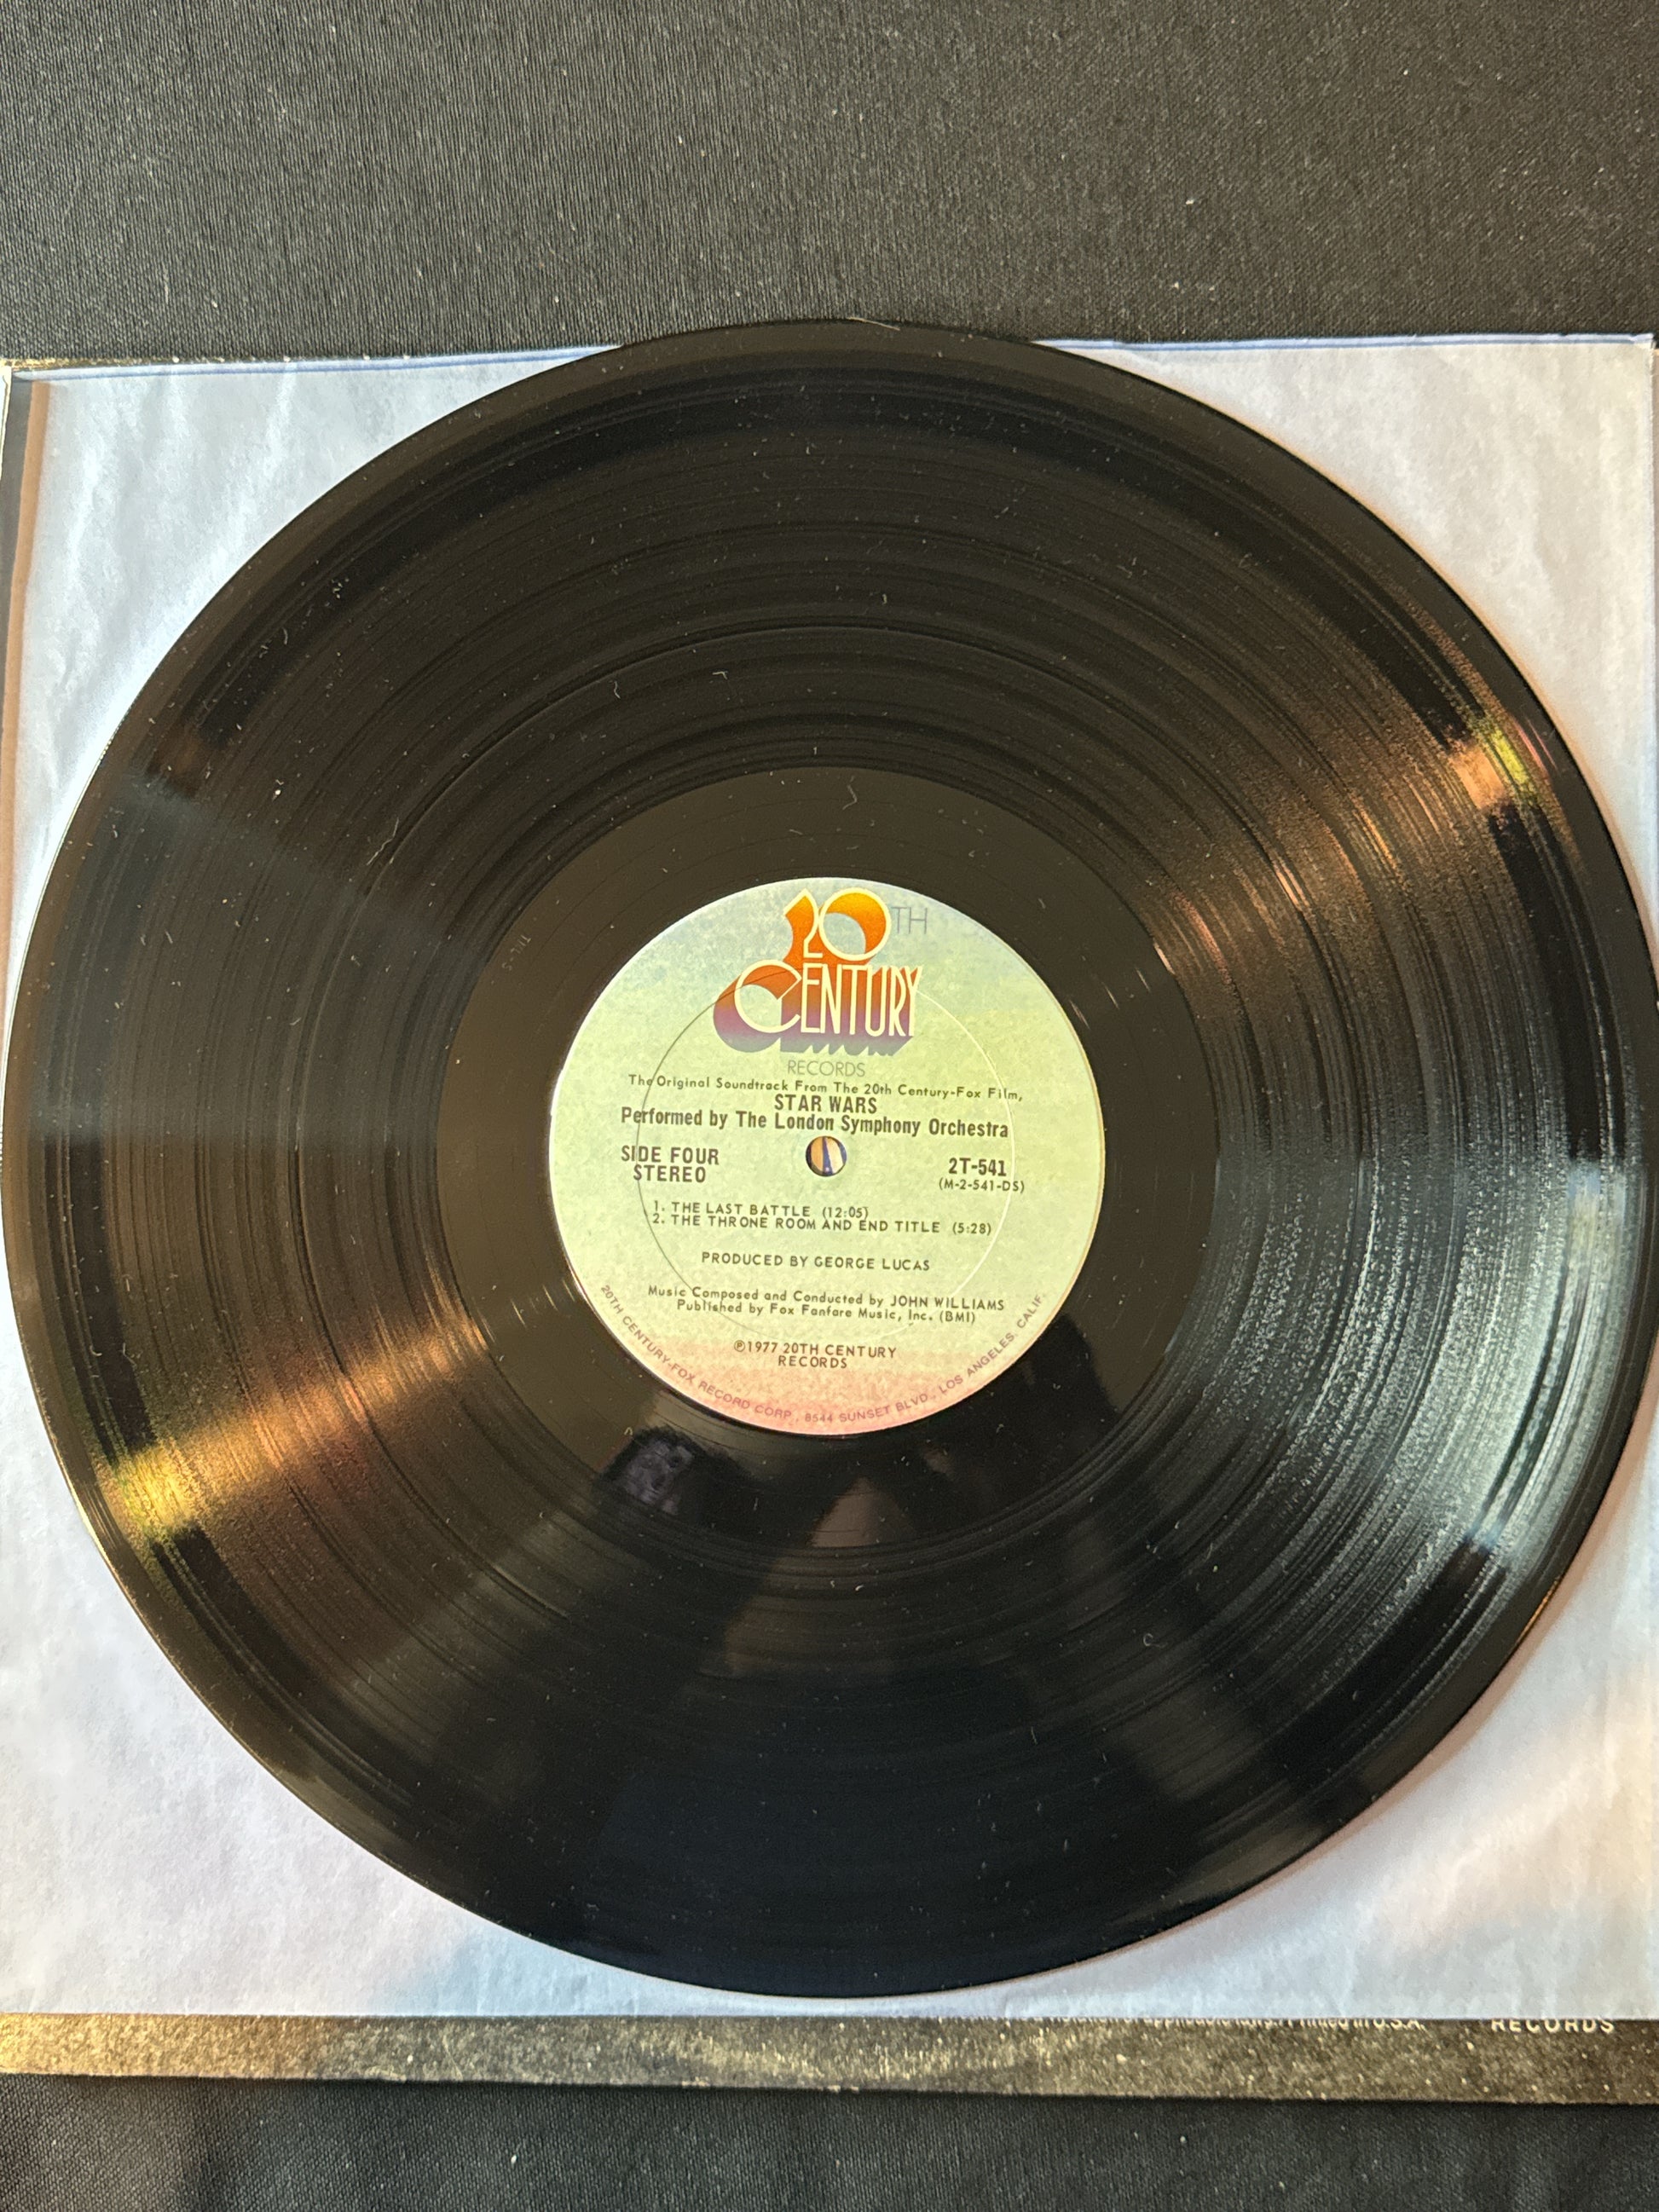 20TH
CENTURY
RECORDS
The Original Soundtrack From The 20th Century-Fox Film,
STAR WARS
Performed by The London Symphony Orchestra
SIDE FOUR
STEREO
2T-541
(M-2-541-DS)
1. THE LAST BATTLE (12:05)
2. THE THRONE ROOM AND END TITLE (5:28)
PRODUCED BY GEORGE LUCAS
Music Composed and Conducted by JOHN WILLIAMS
Published by Fox Fanfare Music, Inc. (BMI)
℗1977 20TH CENTURY
RECORDS
20TH CENTURY-FOX RECORD CORP., 8544 SUNSET BLVD., LOS ANGELES, CALIF.
applicable laws. Printed in U.S.A.
RECORDS